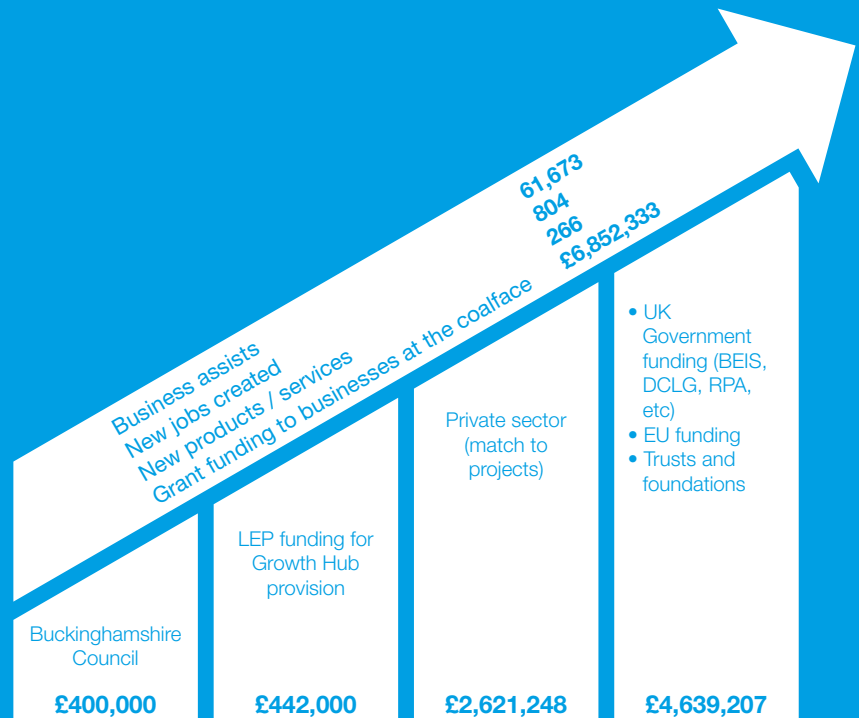 Business assists 61,673
New jobs created 804
New products / services 266
Grant funding to businesses at the coalface £6,852,333
Buckinghamshire
Council
£400,000
LEP funding for
Growth Hub
provision
£442,000
Private sector
(match to
projects)
£2,621,248
• UK
Government
funding (BEIS,
DCLG, RPA,
etc)
• EU funding
• Trusts and
foundations
£4,639,207